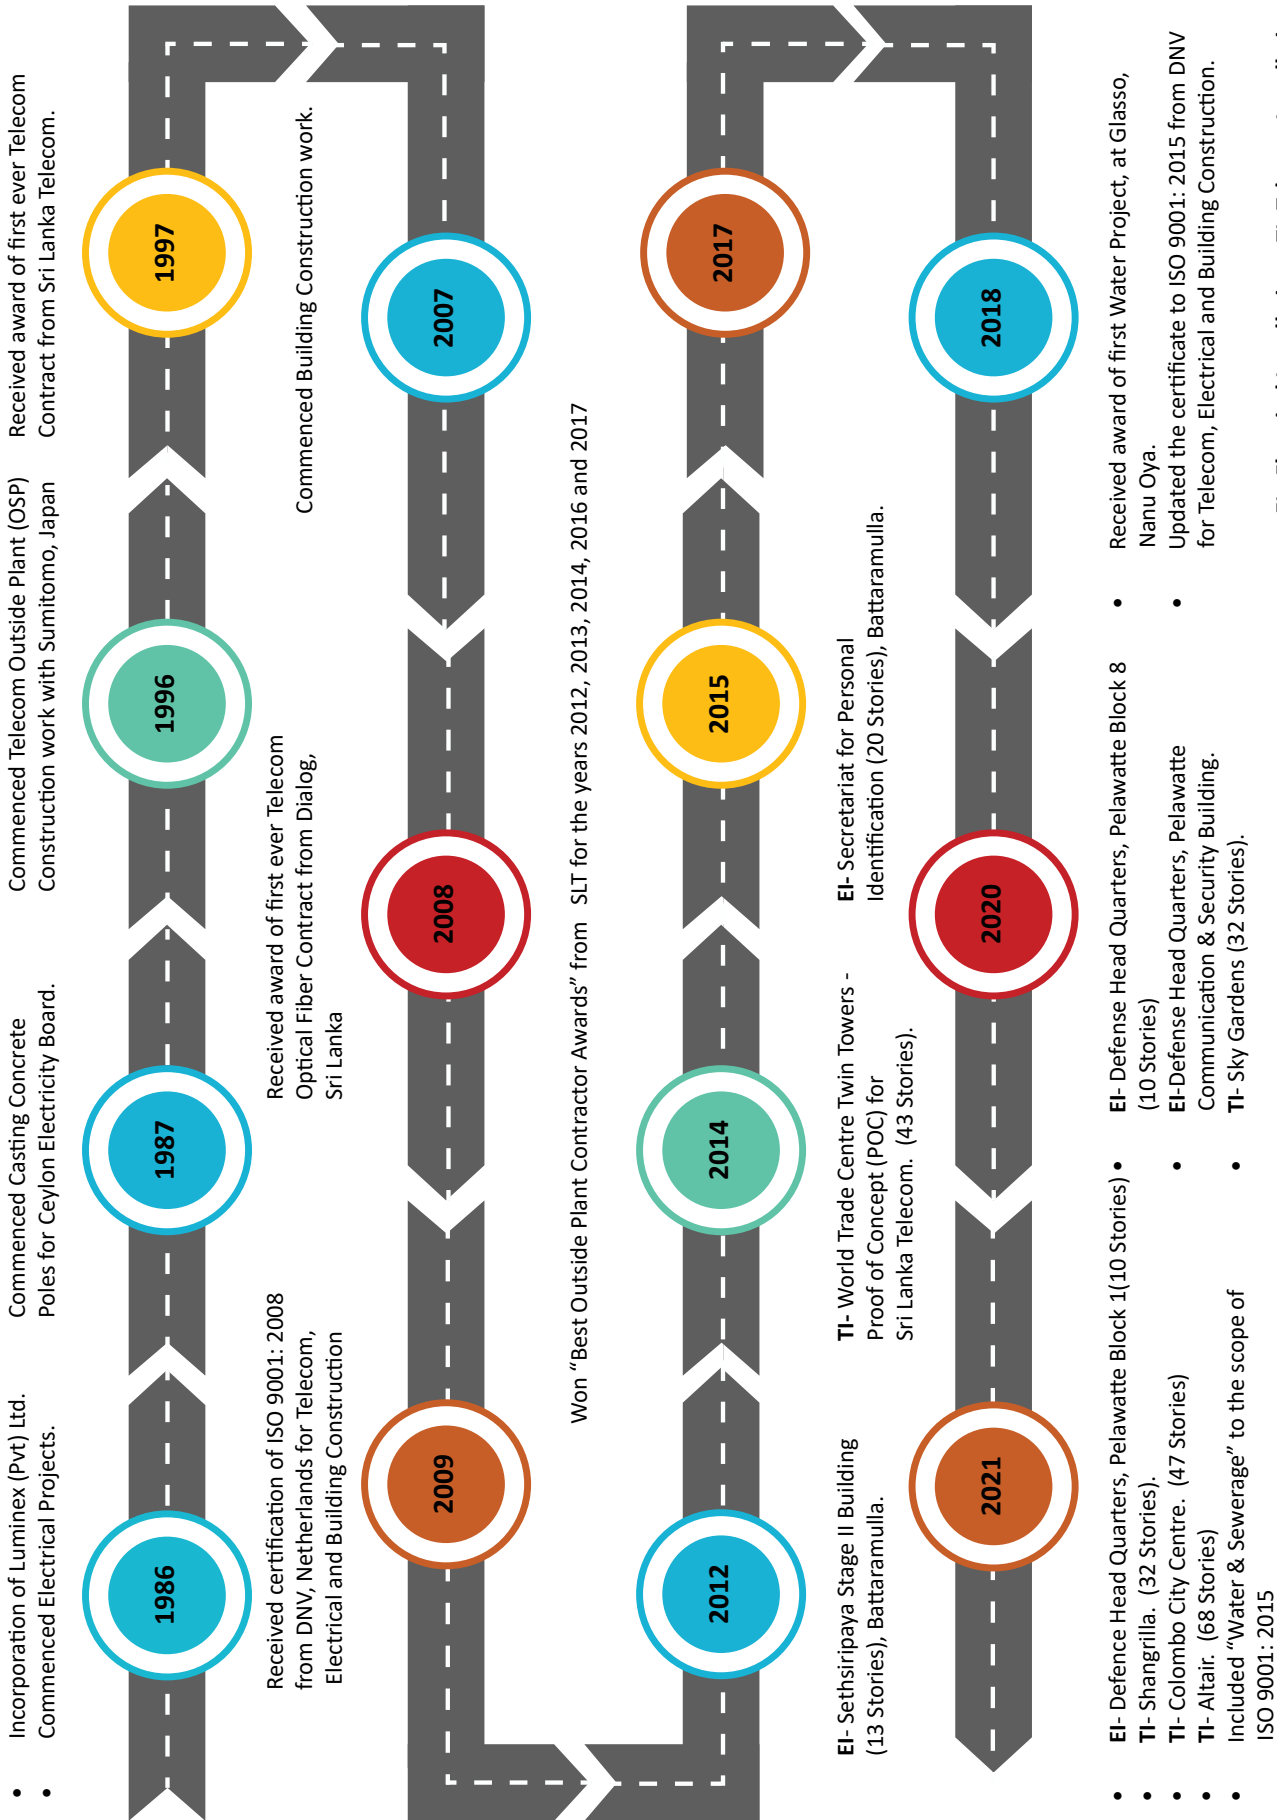 • Incorporation of Luminex (Pvt) Ltd.
• Commenced Electrical Projects.
Commenced Casting Concrete
Poles for Ceylon Electricity Board.
Commenced Telecom Outside Plant (OSP)
Construction work with Sumitomo, Japan
Received award of first ever Telecom
Contract from Sri Lanka Telecom.
1986
1987
1996
1997
Received certification of ISO 9001: 2008
from DNV, Netherlands for Telecom,
Electrical and Building Construction
Received award of first ever Telecom
Optical Fiber Contract from Dialog,
Sri Lanka
Commenced Building Construction work.
2009
2008
2007
Won “Best Outside Plant Contractor Awards” from SLT for the years 2012, 2013, 2014, 2016 and 2017
2012
2014
2015
2017
EI- Sethsiripaya Stage II Building
(13 Stories), Battaramulla.
TI- World Trade Centre Twin Towers -
Proof of Concept (POC) for
Sri Lanka Telecom. (43 Stories).
EI- Secretariat for Personal
Identification (20 Stories), Battaramulla.
2021
2020
2018
• EI- Defence Head Quarters, Pelawatte Block 1(10 Stories)
• TI- Shangrilla. (32 Stories).
• TI- Colombo City Centre. (47 Stories)
• TI- Altair. (68 Stories)
• Included “Water & Sewerage” to the scope of
ISO 9001: 2015
• EI- Defense Head Quarters, Pelawatte Block 8
(10 Stories)
• EI-Defense Head Quarters, Pelawatte
Communication & Security Building.
• TI- Sky Gardens (32 Stories).
• Received award of first Water Project, at Glasso,
Nanu Oya.
• Updated the certificate to ISO 9001: 2015 from DNV
for Telecom, Electrical and Building Construction.